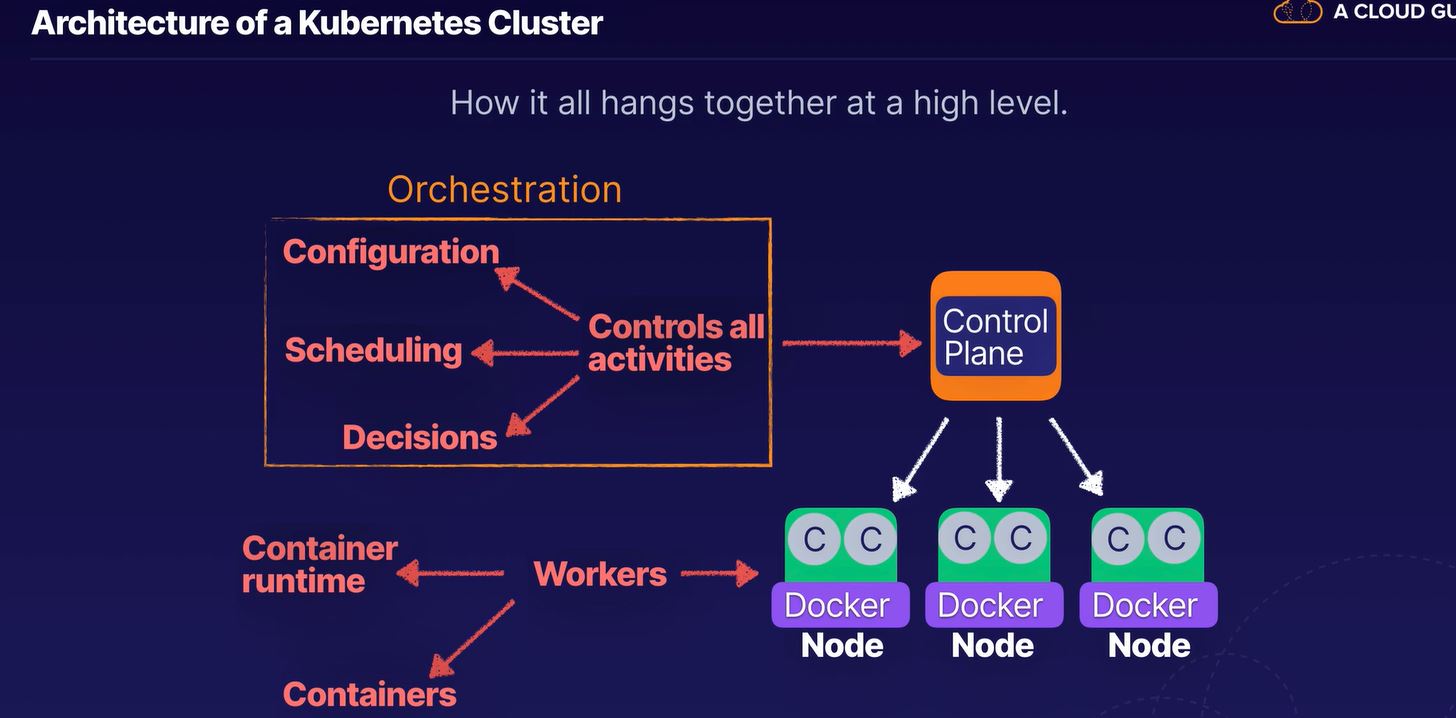 Architecture of a Kubernetes Cluster
A CLOUD GU
How it all hangs together at a high level.
Orchestration
Configuration
Controls all
activities
Scheduling
Decisions
Control
Plane
Container
runtime
Workers
Containers
C C
Docker
Node
C C
Docker
Node
C C
Docker
Node